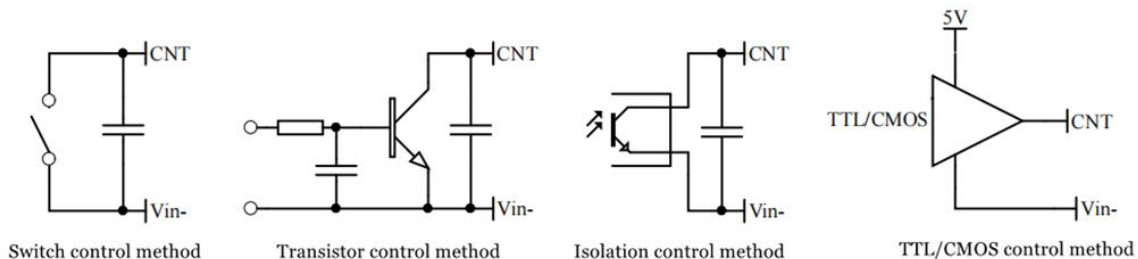 CNT
Vin-
Switch control method
CNT
Vin-
Transistor control method
CNT
Vin-
Isolation control method
5V
TTL/CMOS
CNT
Vin-
TTL/CMOS control method